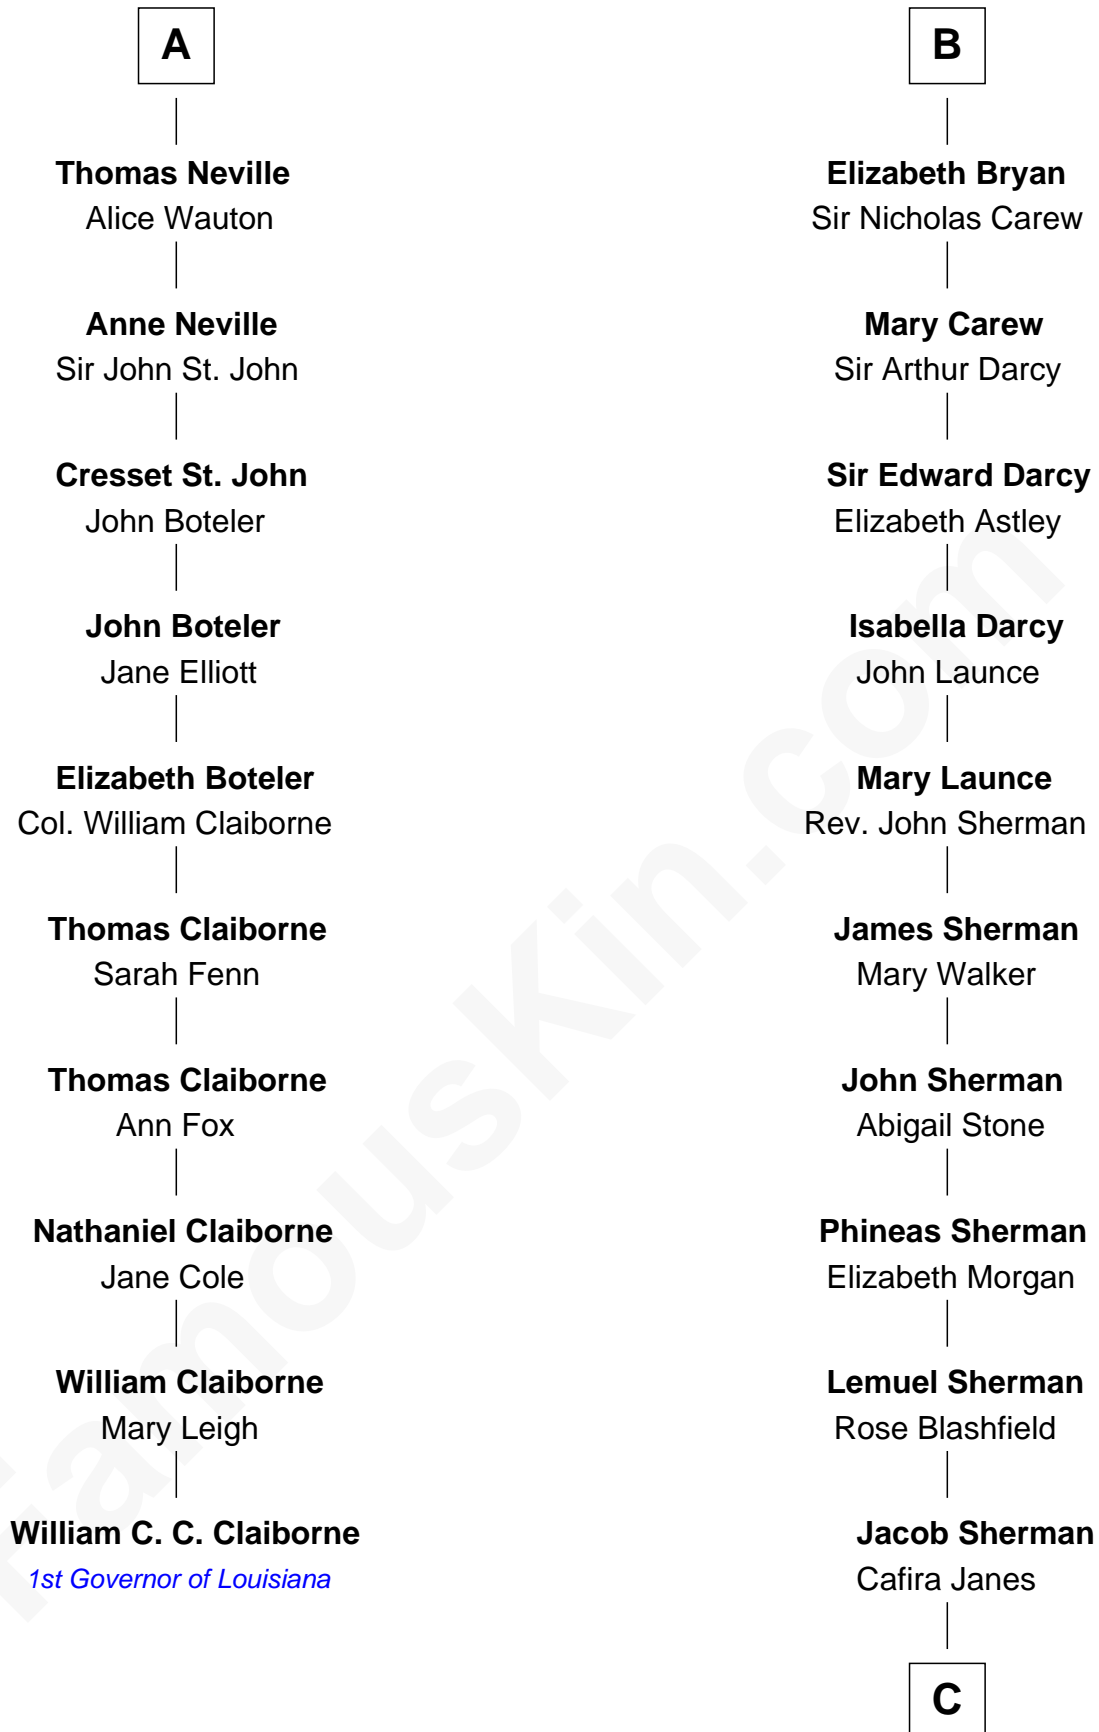 A
Thomas Neville
Alice Wauton
Anne Neville
Sir John St. John
Cresset St. John
John Boteler
John Boteler
Jane Elliott
Elizabeth Boteler
Col. William Claiborne
Thomas Claiborne
Sarah Fenn
Thomas Claiborne
Ann Fox
Nathaniel Claiborne
Jane Cole
William Claiborne
Mary Leigh
William C. C. Claiborne
1st Governor of Louisiana
B
Elizabeth Bryan
Sir Nicholas Carew
Mary Carew
Sir Arthur Darcy
Sir Edward Darcy
Elizabeth Astley
Isabella Darcy
John Launce
Mary Launce
Rev. John Sherman
James Sherman
Mary Walker
John Sherman
Abigail Stone
Phineas Sherman
Elizabeth Morgan
Lemuel Sherman
Rose Blashfield
Jacob Sherman
Cafira Janes
C
FamousKin.com